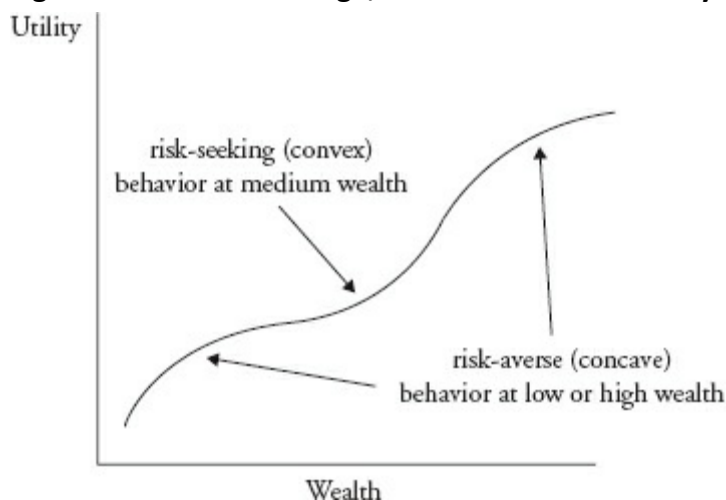 Utility
risk-seeking (convex)
behavior at medium wealth
risk-averse (concave)
behavior at low or high wealth
Wealth